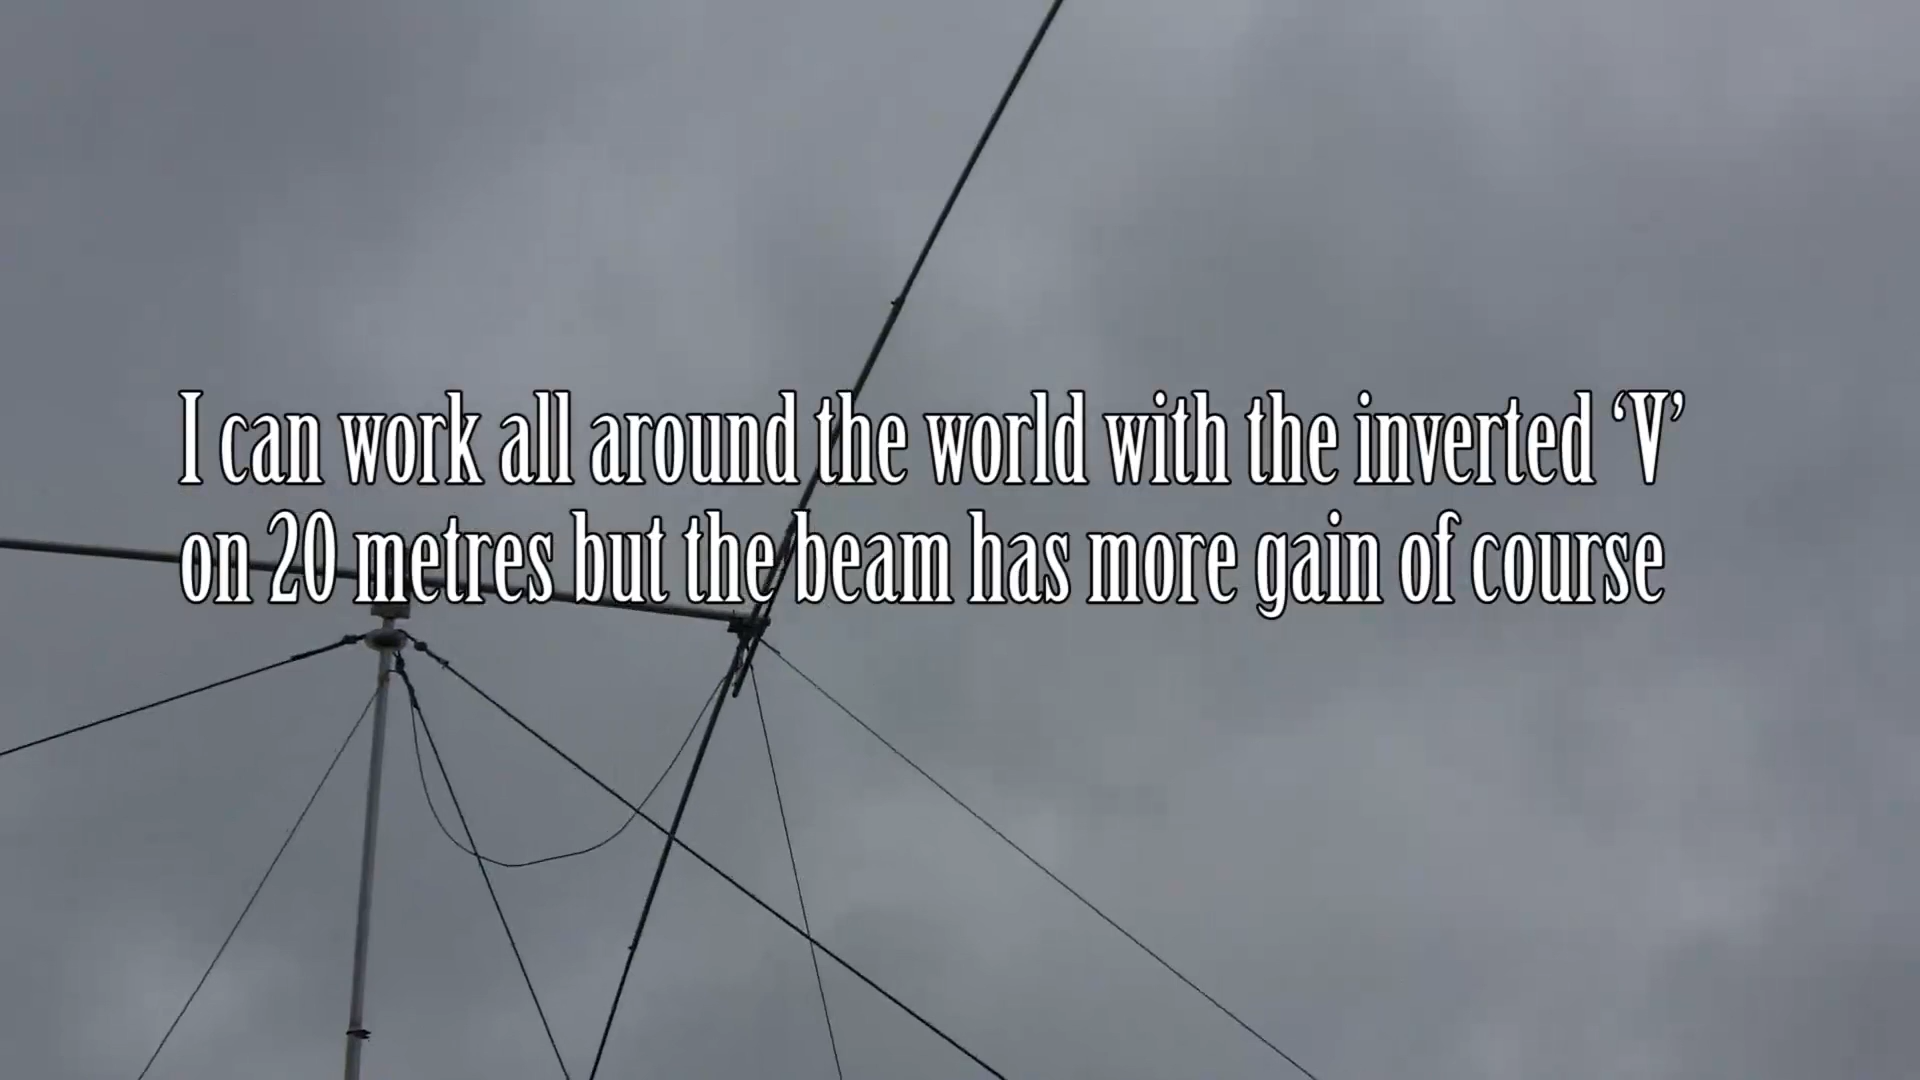 I can work all around the world with the inverted ‘V’
on 20 metres but the beam has more gain of course